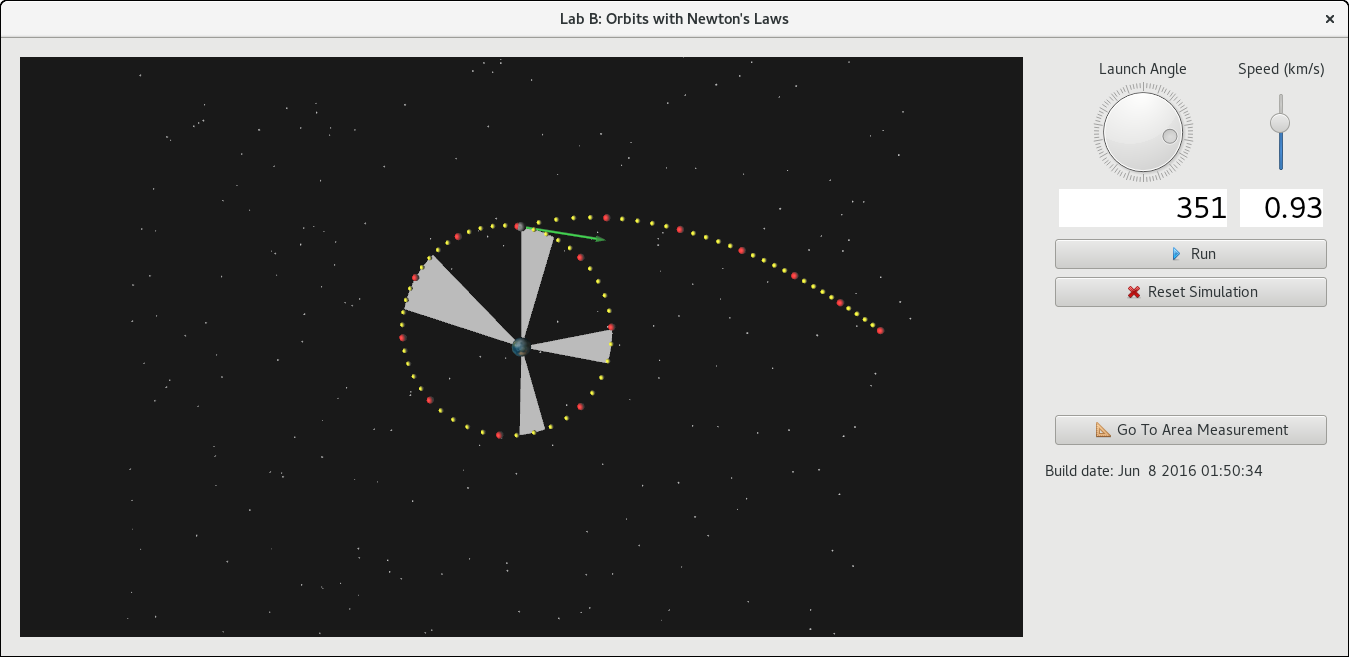 Lab B: Orbits with Newton's Laws
Launch Angle
Speed (km/s)
351
0.93
Run
Reset Simulation
Go To Area Measurement
Build date: Jun  8 2016 01:50:34